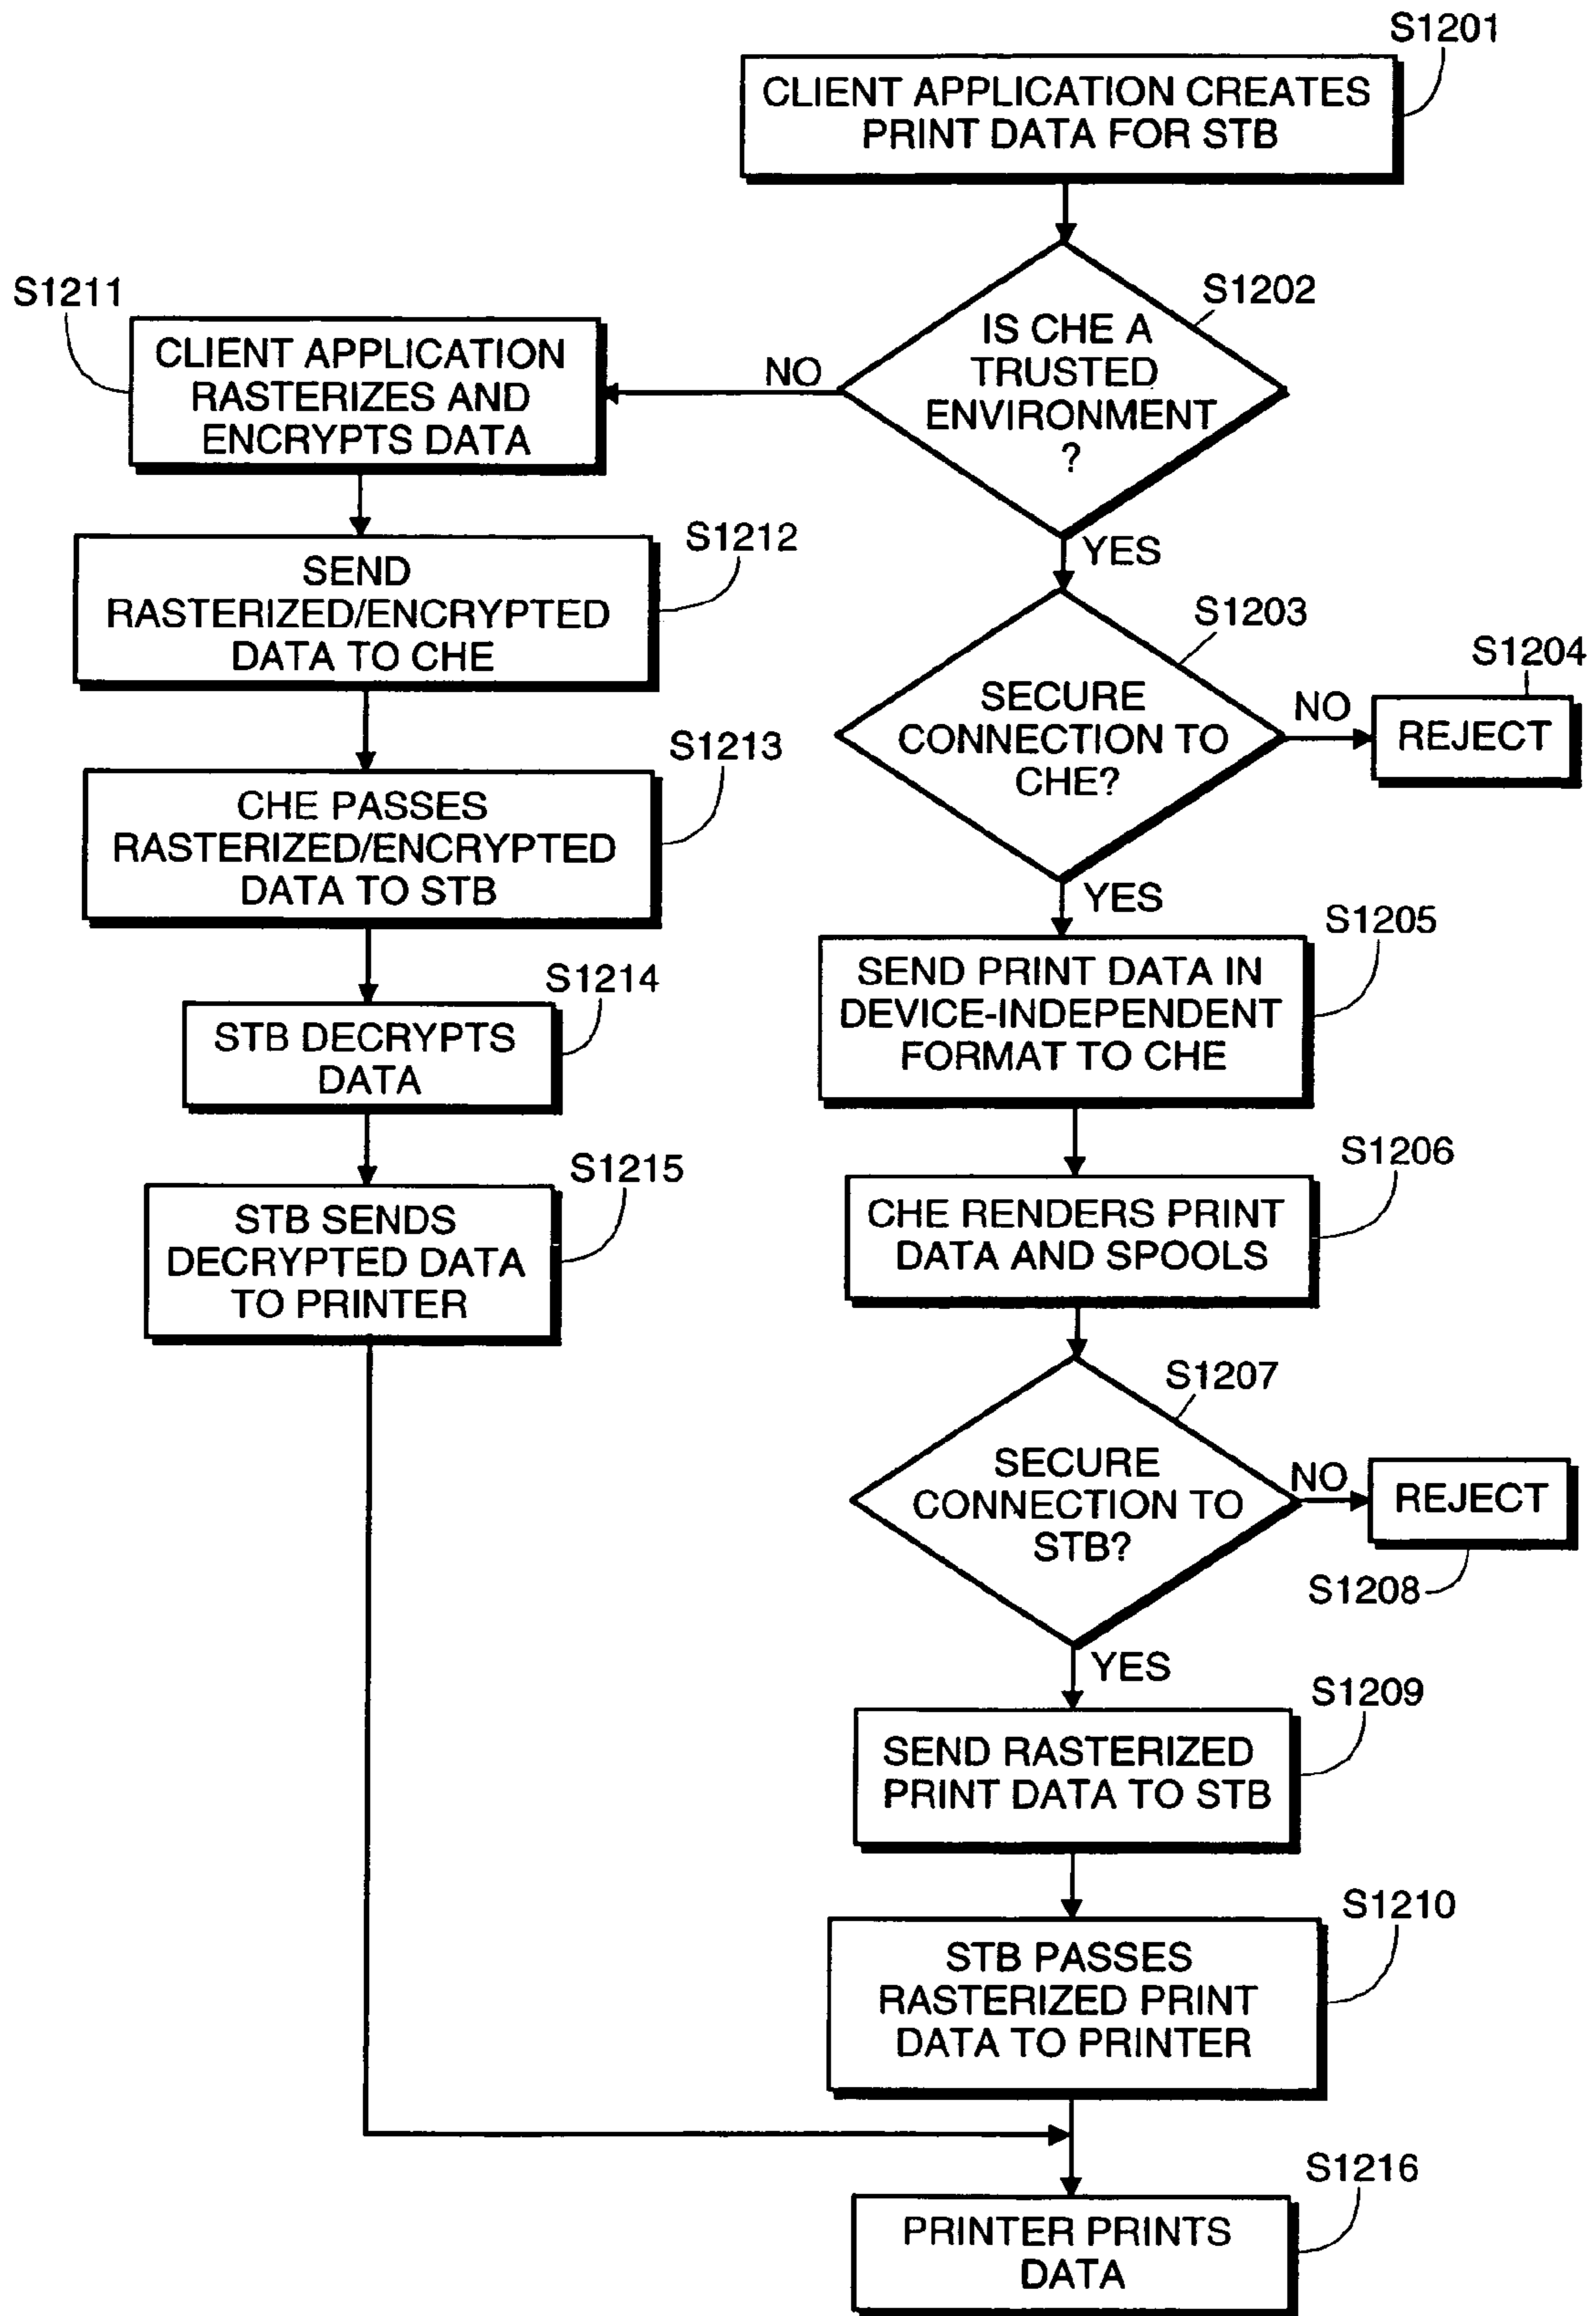 S1201
CLIENT APPLICATION CREATES
PRINT DATA FOR STB
S1202
IS CHE A
TRUSTED
ENVIRONMENT
?
NO
YES
S1211
CLIENT APPLICATION
RASTERIZES AND
ENCRYPTS DATA
S1212
SEND
RASTERIZED/ENCRYPTED
DATA TO CHE
S1213
CHE PASSES
RASTERIZED/ENCRYPTED
DATA TO STB
S1214
STB DECRYPTS
DATA
S1215
STB SENDS
DECRYPTED DATA
TO PRINTER
S1203
SECURE
CONNECTION TO
CHE?
NO
S1204
REJECT
YES
S1205
SEND PRINT DATA IN
DEVICE-INDEPENDENT
FORMAT TO CHE
S1206
CHE RENDERS PRINT
DATA AND SPOOLS
S1207
SECURE
CONNECTION TO
STB?
NO
REJECT
S1208
YES
S1209
SEND RASTERIZED
PRINT DATA TO STB
S1210
STB PASSES
RASTERIZED PRINT
DATA TO PRINTER
S1216
PRINTER PRINTS
DATA